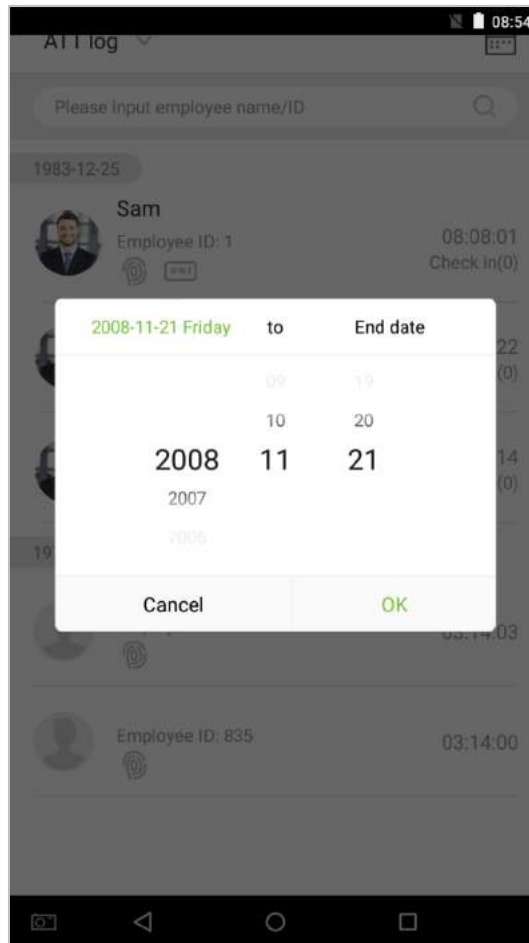 08:54
ATT log
Please input employee name/ID
1983-12-25
Sam
Employee ID: 1
08:08:01
Check in(0)
2008-11-21 Friday to End date
22
(0)
09 19
10 20
2008 11 21
2007
2006
14
(0)
19
Cancel OK
03:14:03
Employee ID: 835
03:14:00